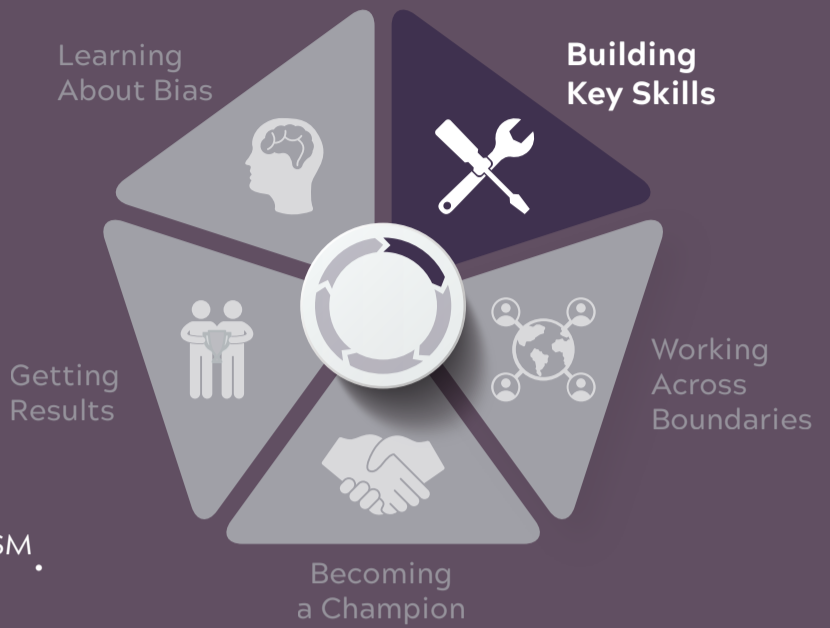 Learning
About Bias
Building
Key Skills
Working
Across
Boundaries
Getting
Results
SM.
Becoming
a Champion